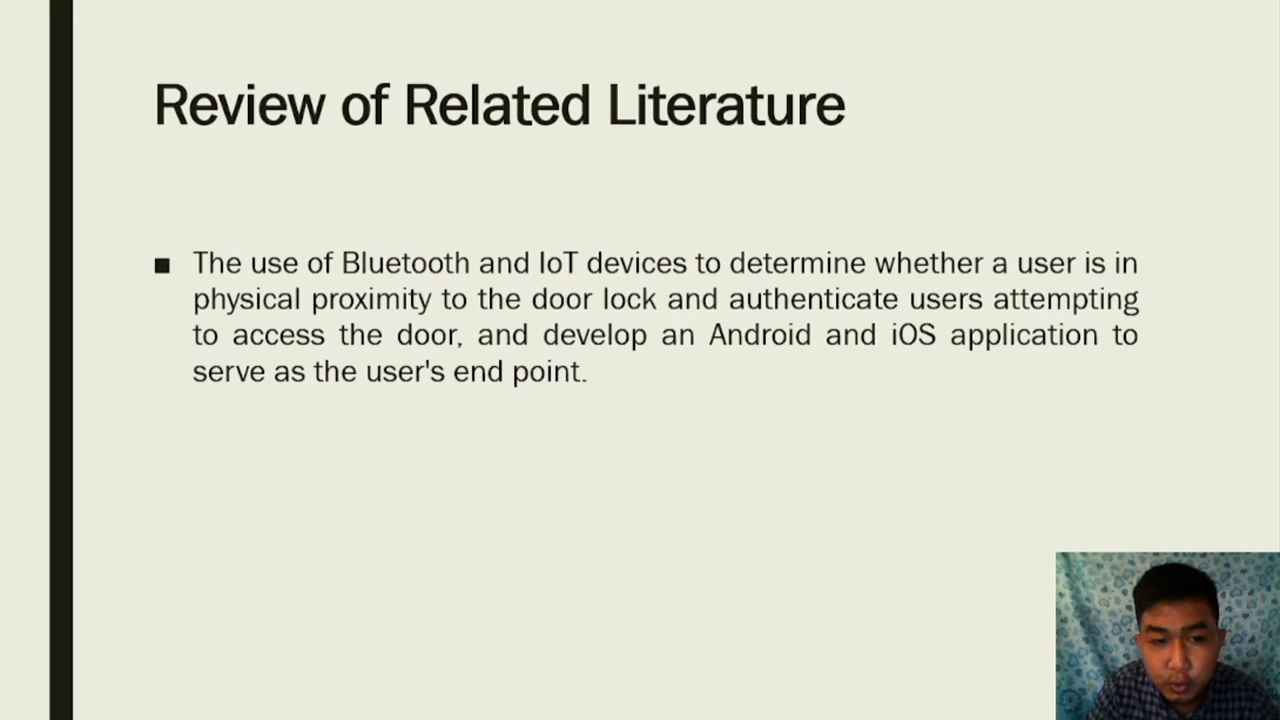 Review of Related Literature
The use of Bluetooth and IoT devices to determine whether a user is in
physical proximity to the door lock and authenticate users attempting
to access the door, and develop an Android and iOS application to
serve as the user's end point.